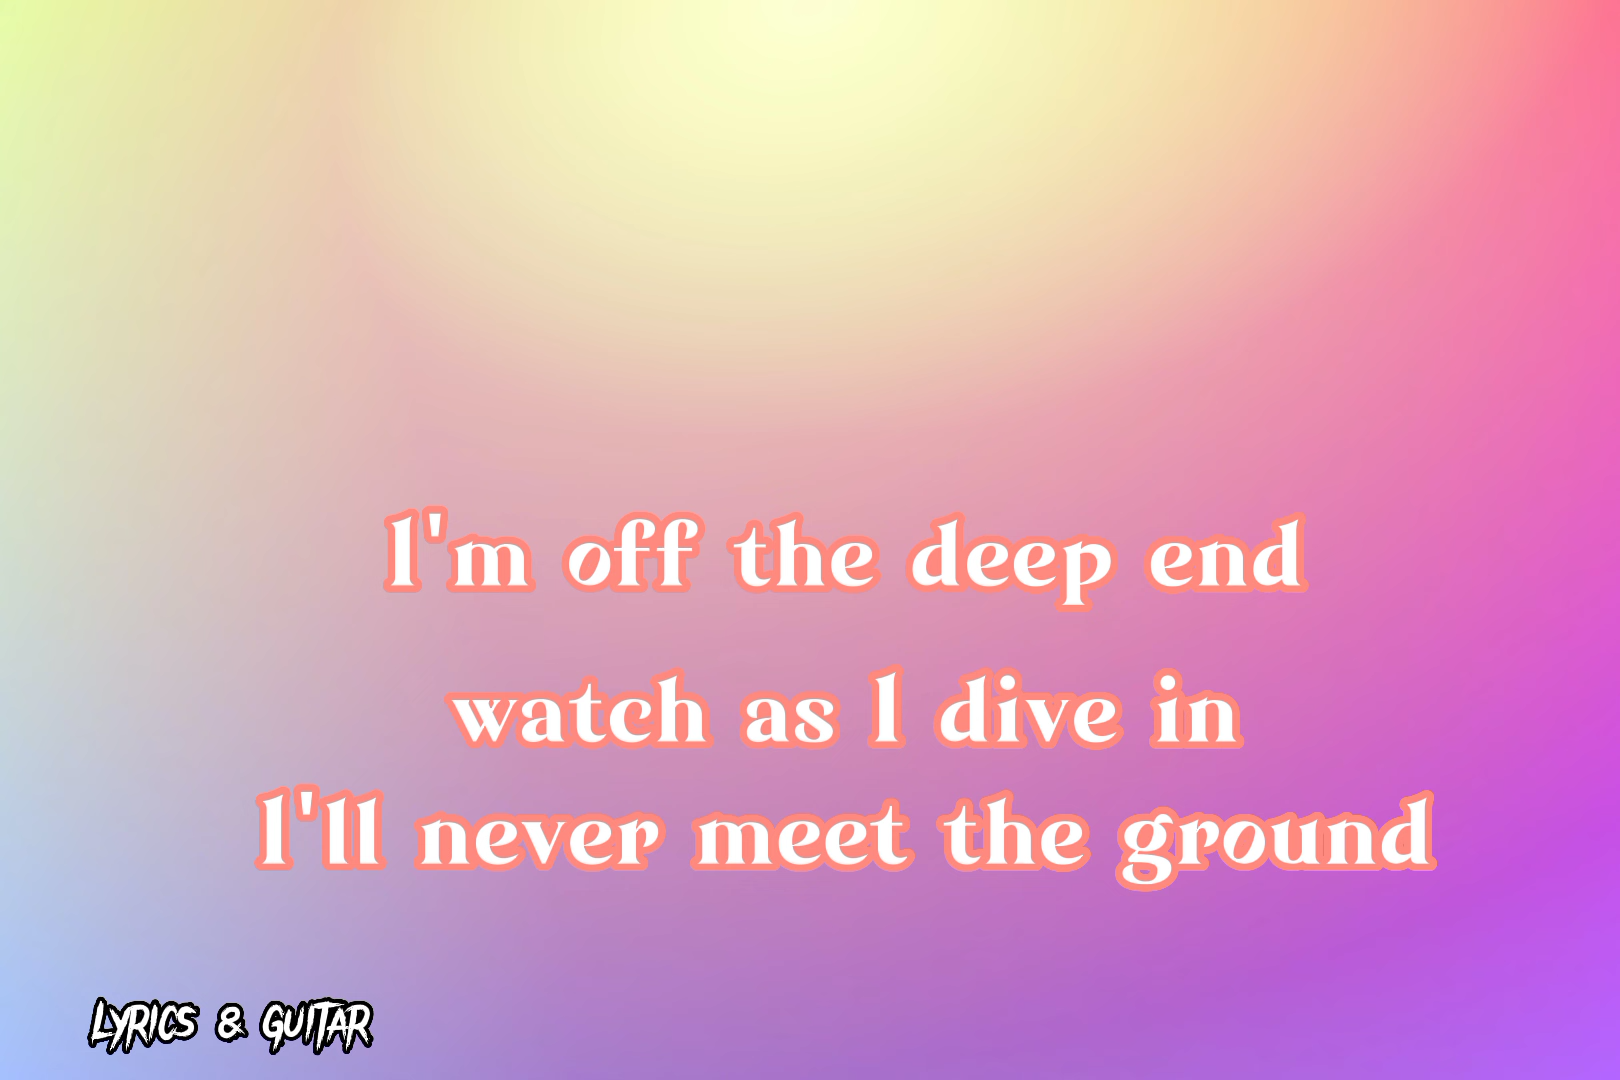 I'm off the deep end
watch as I dive in
I'll never meet the ground
LYRICS & GUITAR